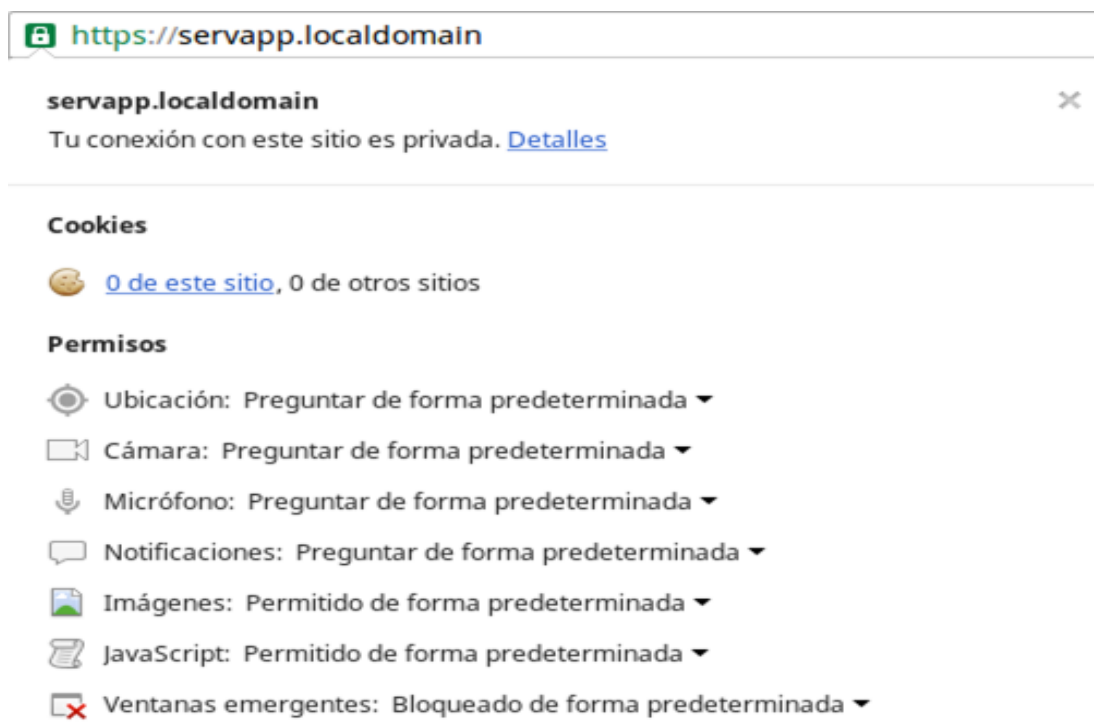 https://servapp.localdomain
servapp.localdomain
Tu conexión con este sitio es privada. Detalles
Cookies
0 de este sitio, 0 de otros sitios
Permisos
Ubicación: Preguntar de forma predeterminada
Cámara: Preguntar de forma predeterminada
Micrófono: Preguntar de forma predeterminada
Notificaciones: Preguntar de forma predeterminada
Imágenes: Permitido de forma predeterminada
JavaScript: Permitido de forma predeterminada
Ventanas emergentes: Bloqueado de forma predeterminada